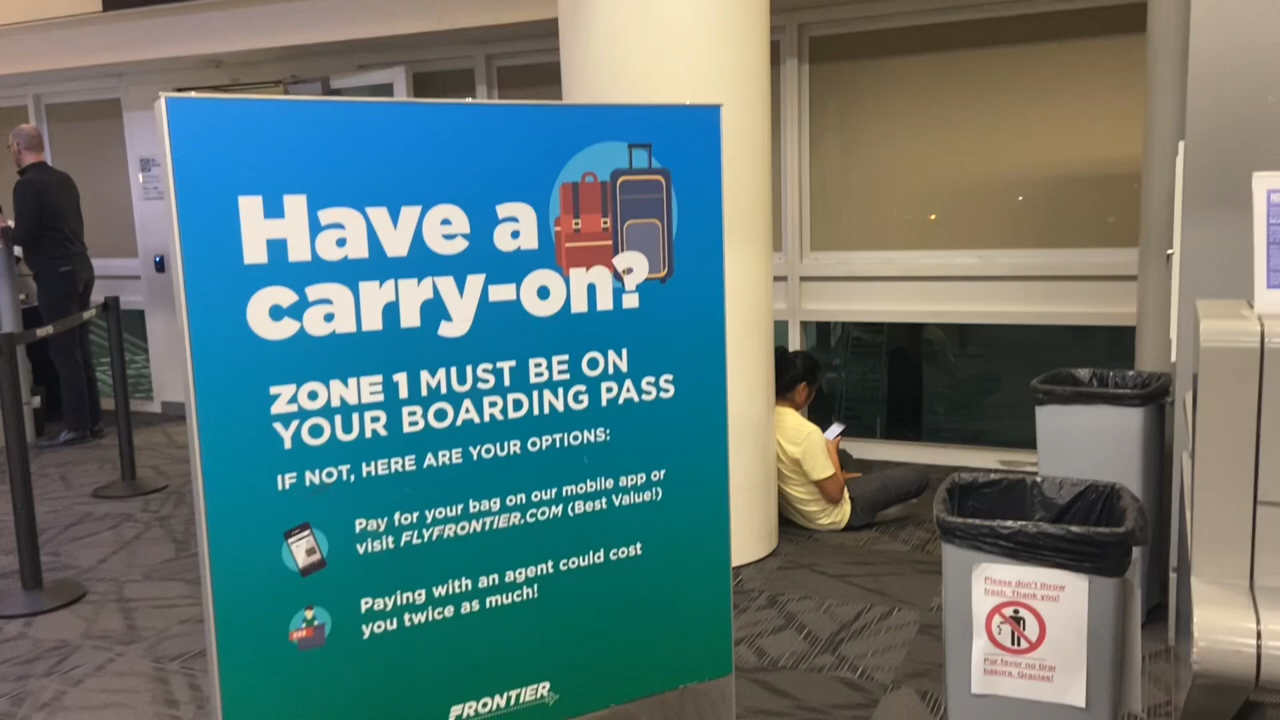 Have a
carry-on?
ZONE 1 MUST BE ON
YOUR BOARDING PASS
IF NOT, HERE ARE YOUR OPTIONS:
Pay for your bag on our mobile app or
visit FLYFRONTIER.COM (Best Value!)
Paying with an agent could cost
you twice as much!
FRONTIER
Please don't throw
trash. Thank you!
Por favor no tirar
basura. Gracias!